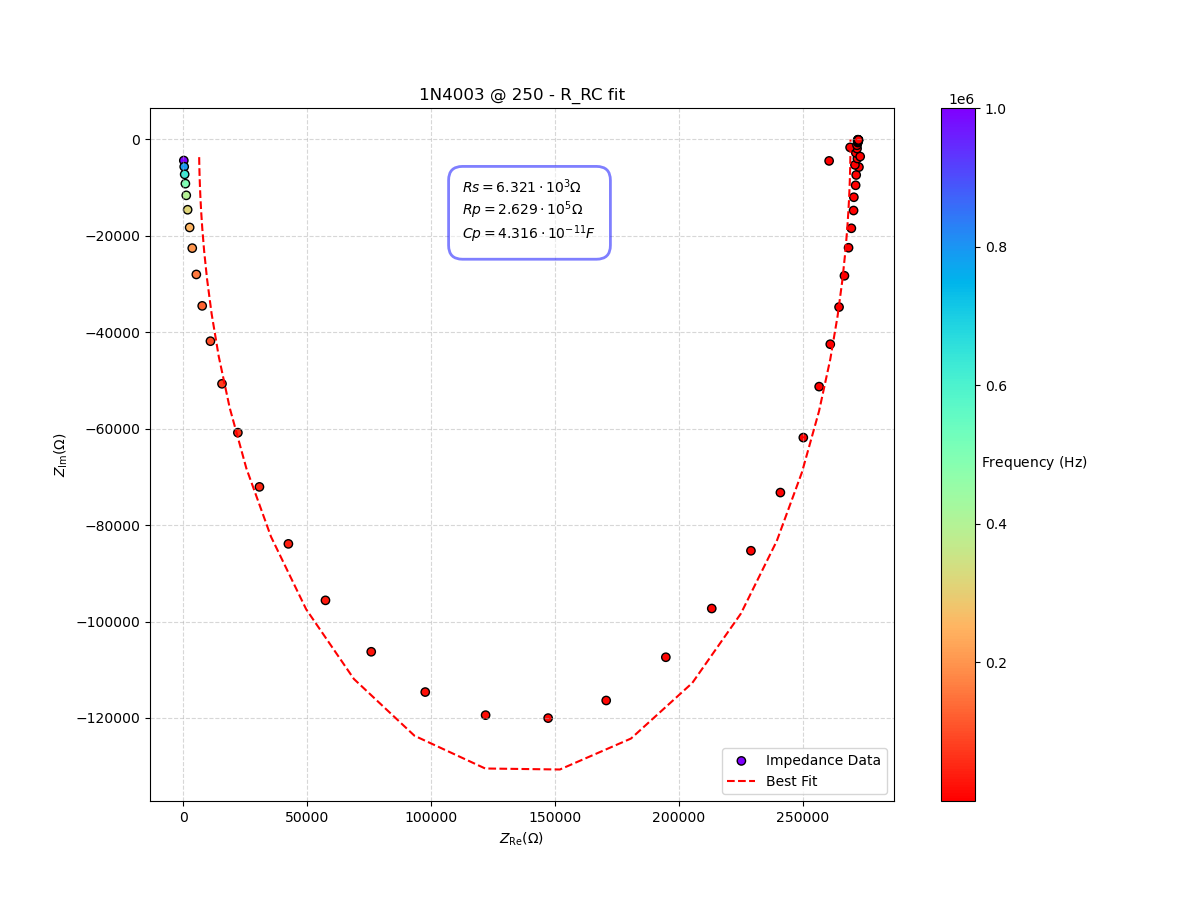 1N4003 @ 250 - R_RC fit
1e6
1.0
0.8
0.6
Frequency (Hz)
0.4
0.2
0
−20000
−40000
−60000
−80000
−100000
−120000
Z_Im(Ω)
Rs = 6.321 · 10³Ω
Rp = 2.629 · 10⁵Ω
Cp = 4.316 · 10⁻¹¹F
Impedance Data
Best Fit
0 50000 100000 150000 200000 250000
Z_Re(Ω)